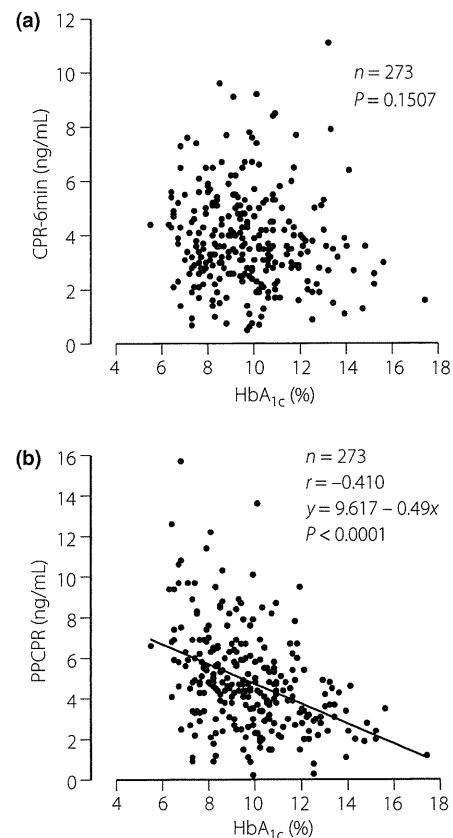 (a)
12
10
8
6
4
2
0
CPR-6min (ng/mL)
n = 273
P = 0.1507
4 6 8 10 12 14 16 18
HbA1c (%)
(b)
16
14
12
10
8
6
4
2
0
PPCPR (ng/mL)
n = 273
r = −0.410
y = 9.617 − 0.49x
P < 0.0001
4 6 8 10 12 14 16 18
HbA1c (%)